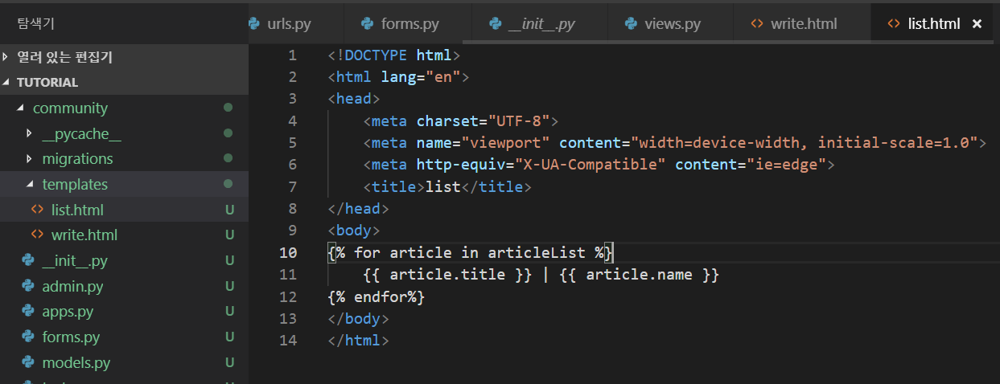 탐색기
urls.py forms.py __init__.py views.py write.html list.html ×
열려 있는 편집기
TUTORIAL
community
__pycache__
migrations
templates
list.html U
write.html U
__init__.py U
admin.py U
apps.py U
forms.py U
models.py U
1 <!DOCTYPE html>
2 <html lang="en">
3 <head>
4     <meta charset="UTF-8">
5     <meta name="viewport" content="width=device-width, initial-scale=1.0">
6     <meta http-equiv="X-UA-Compatible" content="ie=edge">
7     <title>list</title>
8 </head>
9 <body>
10 {% for article in articleList %}
11     {{ article.title }} | {{ article.name }}
12 {% endfor%}
13 </body>
14 </html>